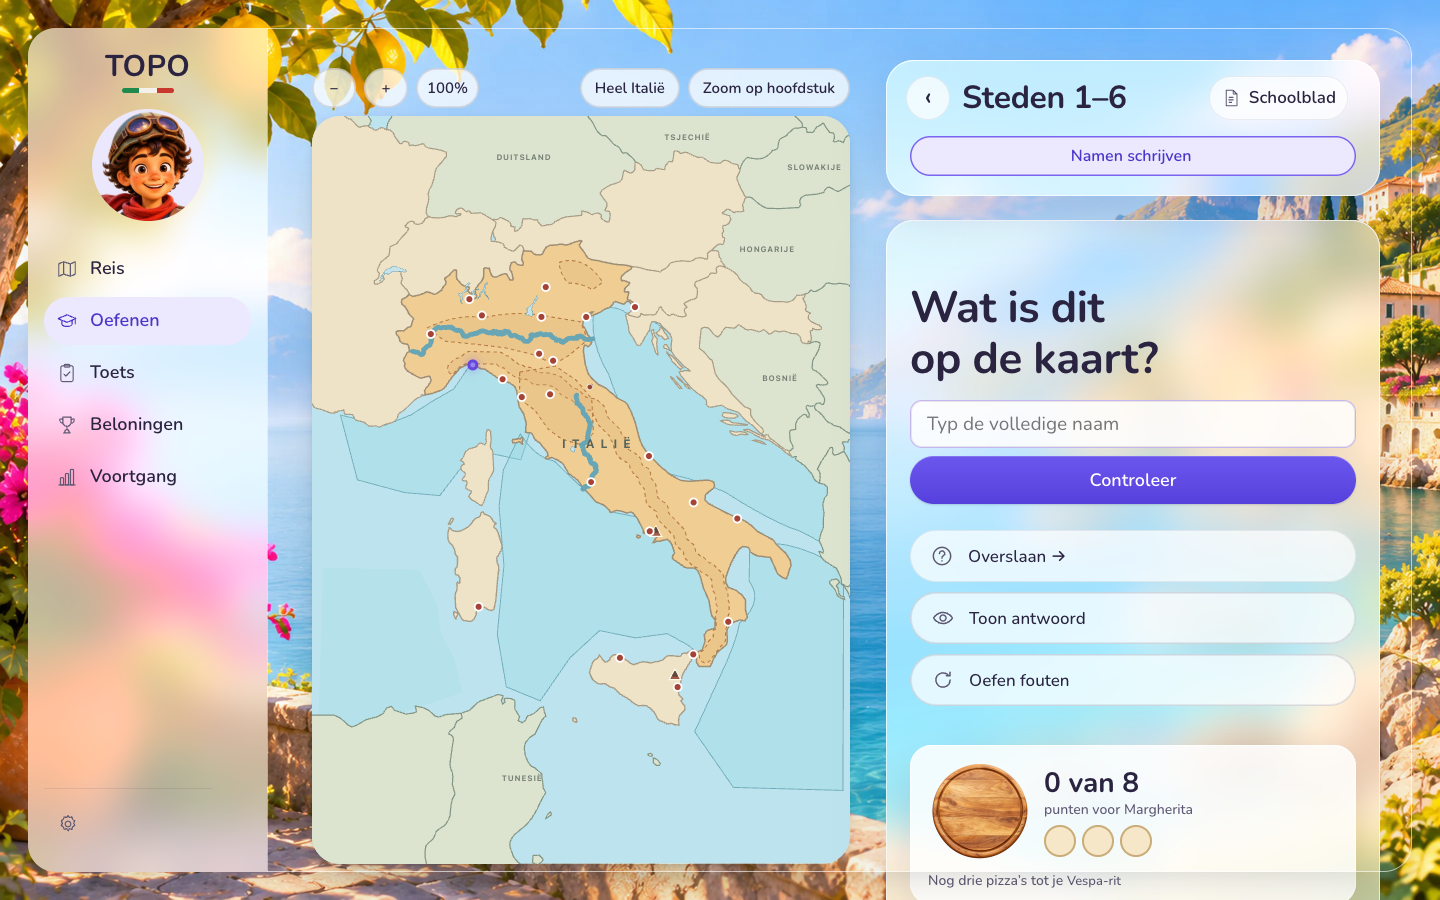 TOPO
Reis
Oefenen
Toets
Beloningen
Voortgang
− + 100% Heel Italië Zoom op hoofdstuk
TSJECHIË
DUITSLAND
SLOWAKIJE
HONGARIJE
BOSNIË
ITALIË
TUNESIË
‹ Steden 1–6 Schoolblad
Namen schrijven
Wat is dit
op de kaart?
Typ de volledige naam
Controleer
Overslaan →
Toon antwoord
Oefen fouten
0 van 8
punten voor Margherita
Nog drie pizza's tot je Vespa-rit